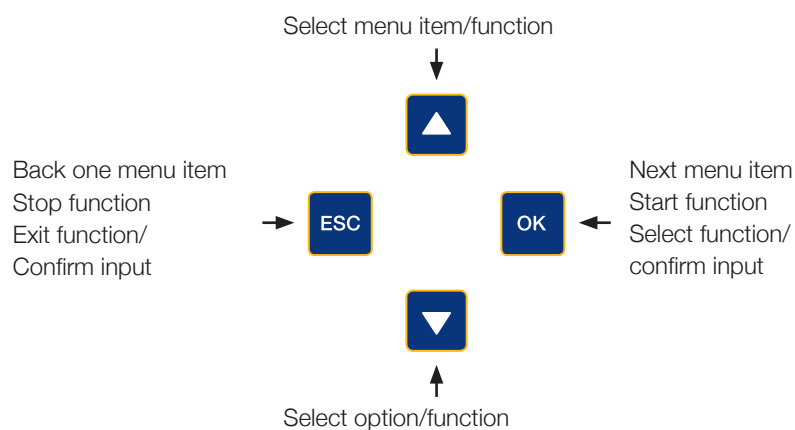 Select menu item/function
Back one menu item
Stop function
Exit function/
Confirm input
ESC
OK
Next menu item
Start function
Select function/
confirm input
Select option/function